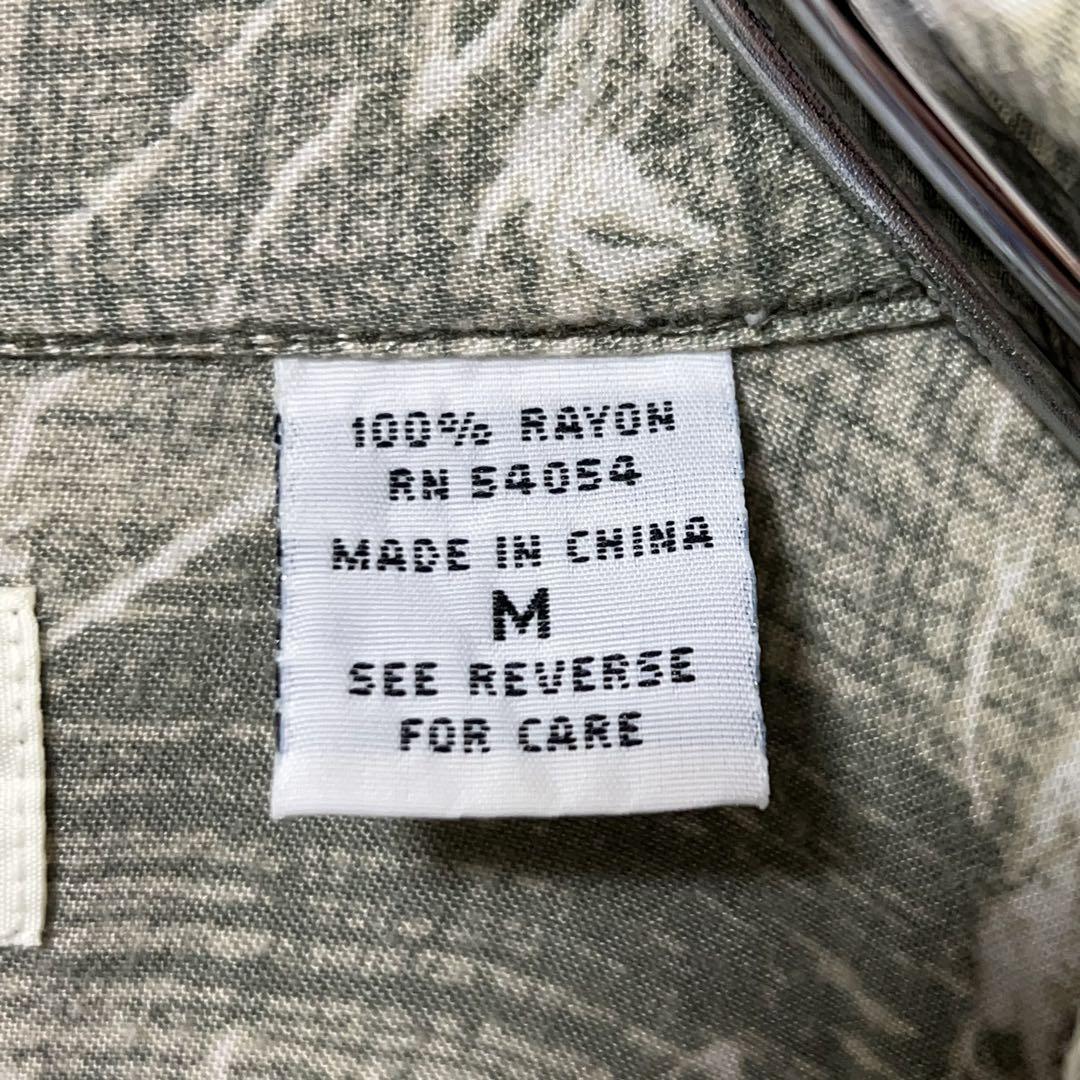 100% RAYON
RN 54054
MADE IN CHINA
M
SEE REVERSE
FOR CARE